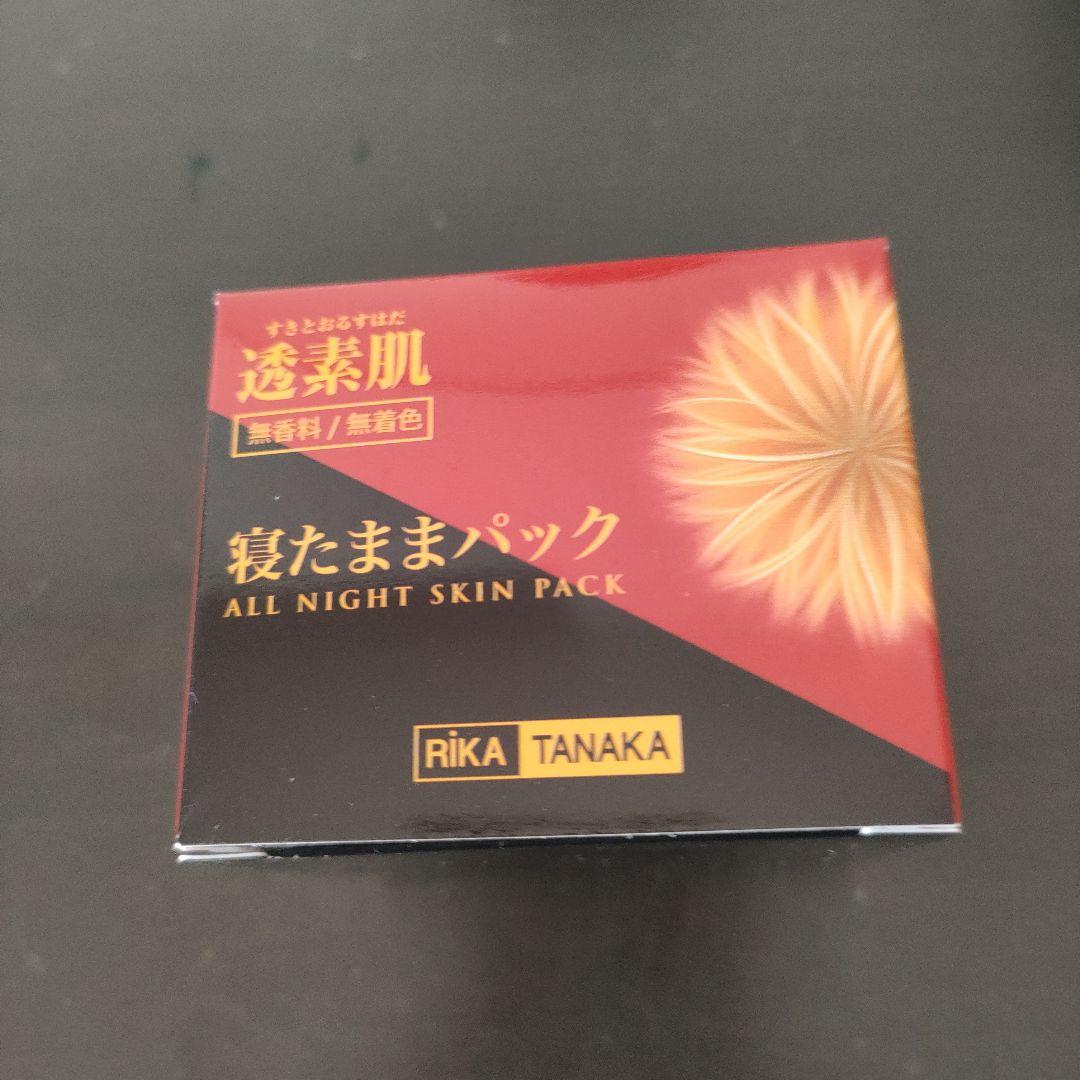 すきとおるすはだ
透素肌
無香料/無着色
寝たままパック
ALL NIGHT SKIN PACK
RiKA TANAKA